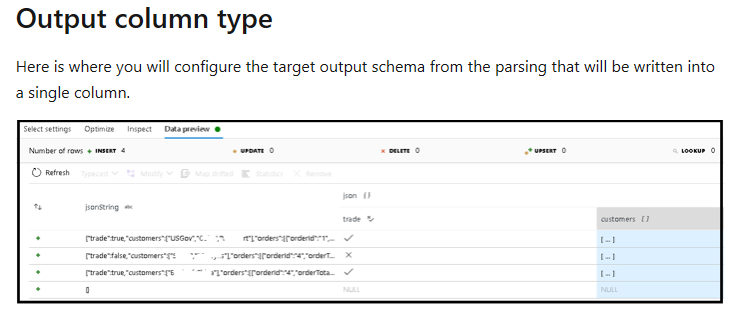 Output column type
Here is where you will configure the target output schema from the parsing that will be written into
a single column.
Select settings Optimize Inspect Data preview
Number of rows + INSERT 4 UPDATE 0 × DELETE 0 UPSERT 0 LOOKUP 0
Refresh Typecast Modify Map drifted Statistics × Remove
json {}
jsonString abc
trade
customers []
{"trade":true,"customers":["USGov","C rt"],"orders":[{"orderId":"1",...
[...]
{"trade":false,"customers":["S s"],"orders":[{"orderId":"4","orderT...
[...]
{"trade":true,"customers":["E s"],"orders":[{"orderId":"4","orderTota...
[...]
NULL NULL